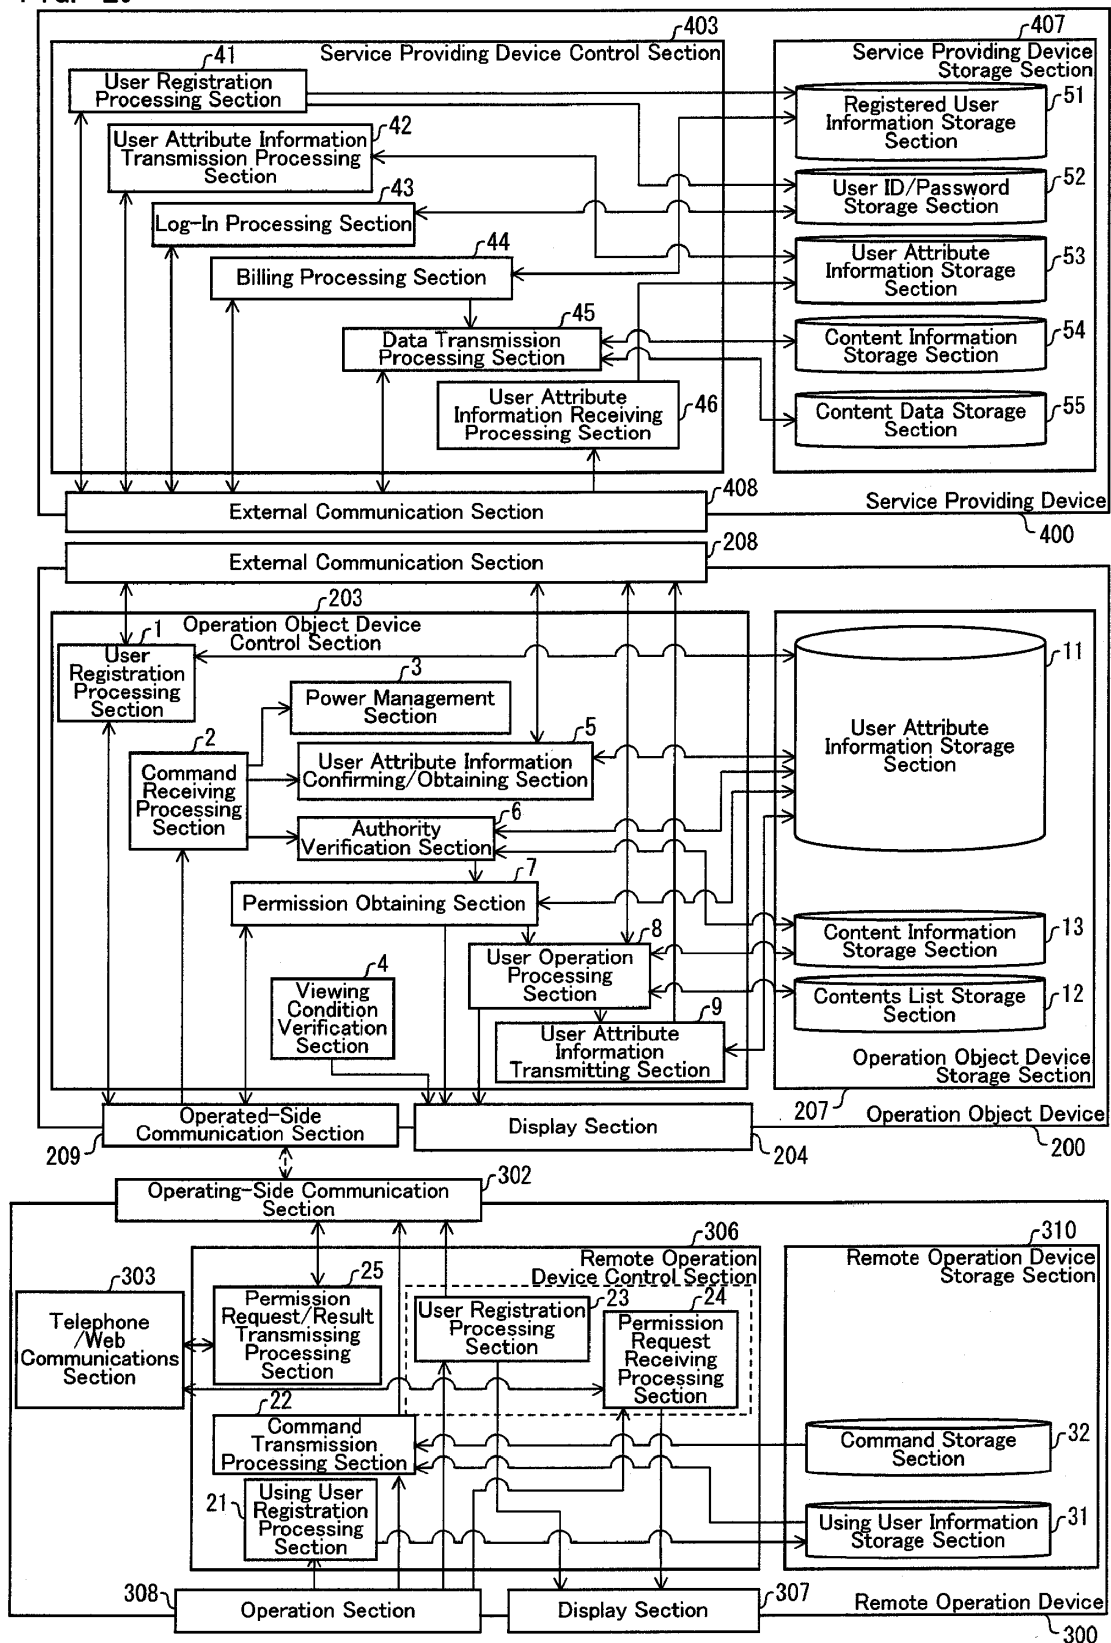 403
Service Providing Device Control Section
407
Service Providing Device
Storage Section
41
User Registration
Processing Section
51
Registered User
Information Storage
Section
42
User Attribute Information
Transmission Processing
Section
52
User ID/Password
Storage Section
43
Log-In Processing Section
53
User Attribute
Information Storage
Section
44
Billing Processing Section
45
Data Transmission
Processing Section
54
Content Information
Storage Section
46
User Attribute
Information Receiving
Processing Section
55
Content Data Storage
Section
408
External Communication Section
Service Providing Device
400
208
External Communication Section
203
Operation Object Device
Control Section
1
User
Registration
Processing
Section
11
User Attribute
Information Storage
Section
3
Power Management
Section
2
Command
Receiving
Processing
Section
5
User Attribute Information
Confirming/Obtaining Section
6
Authority
Verification Section
7
Permission Obtaining Section
13
Content Information
Storage Section
8
User Operation
Processing
Section
4
Viewing
Condition
Verification
Section
12
Contents List Storage
Section
9
User Attribute
Information
Transmitting Section
Operation Object Device
Storage Section
207
Operation Object Device
200
Operated-Side
Communication Section
209
Display Section
204
302
Operating-Side Communication
Section
306
Remote Operation
Device Control Section
310
Remote Operation Device
Storage Section
303
Telephone
/Web
Communications
Section
25
Permission
Request/Result
Transmissing
Processing
Section
23
User Registration
Processing
Section
24
Permission
Request
Receiving
Processing
Section
22
Command
Transmission
Processing Section
32
Command Storage
Section
21
Using User
Registration
Processing
Section
31
Using User Information
Storage Section
308
Operation Section
307
Display Section
Remote Operation Device
300